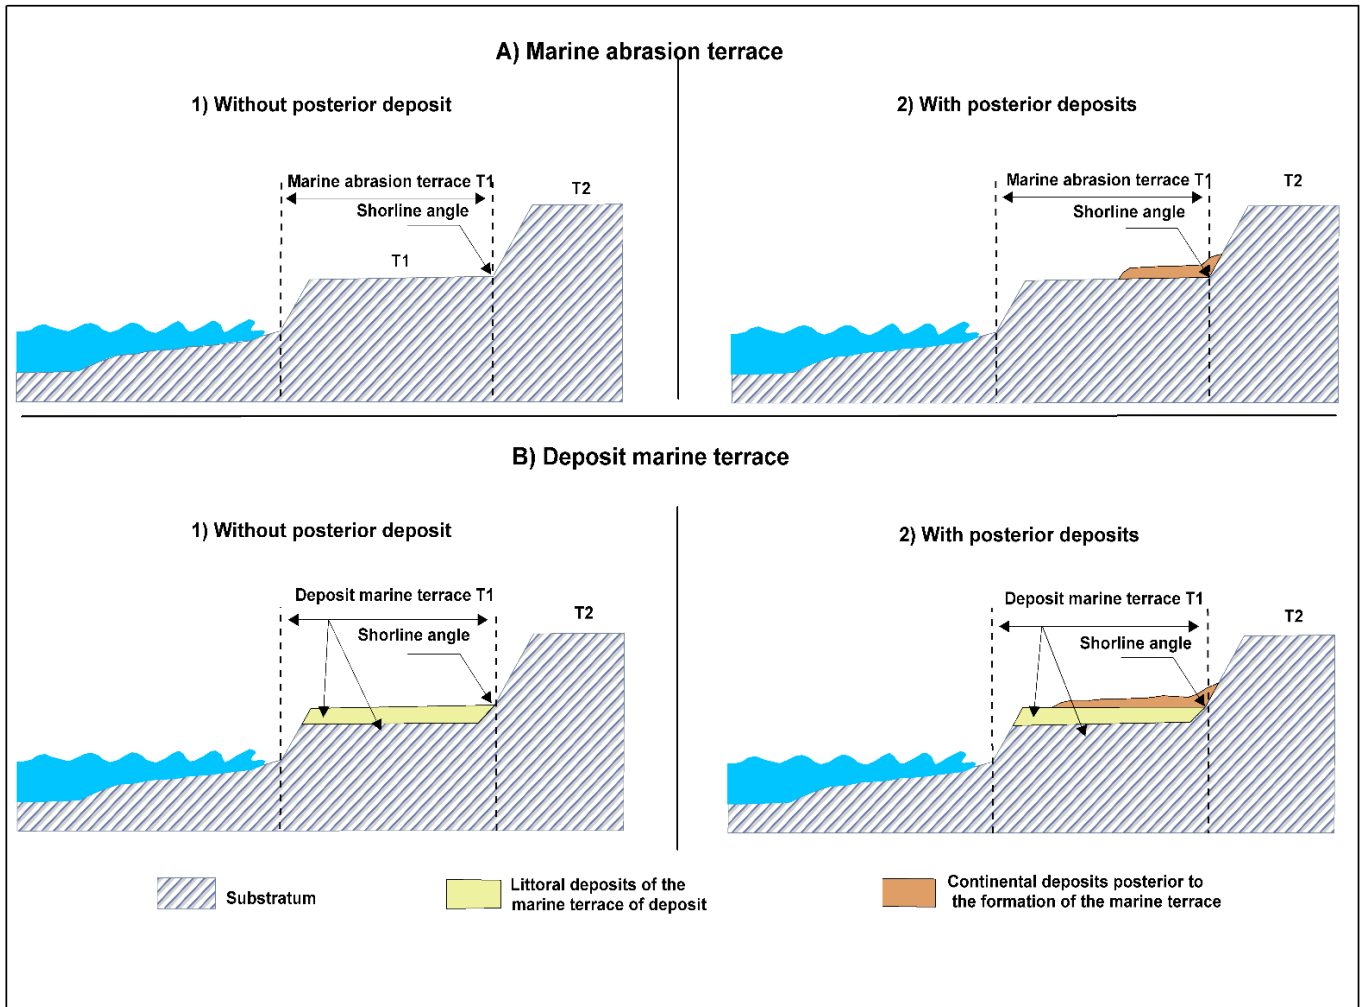 A) Marine abrasion terrace
1) Without posterior deposit
Marine abrasion terrace T1
Shorline angle
T2
T1
2) With posterior deposits
Marine abrasion terrace T1
Shorline angle
T2
B) Deposit marine terrace
1) Without posterior deposit
Deposit marine terrace T1
Shorline angle
T2
2) With posterior deposits
Deposit marine terrace T1
Shorline angle
T2
Substratum
Littoral deposits of the
marine terrace of deposit
Continental deposits posterior to
the formation of the marine terrace